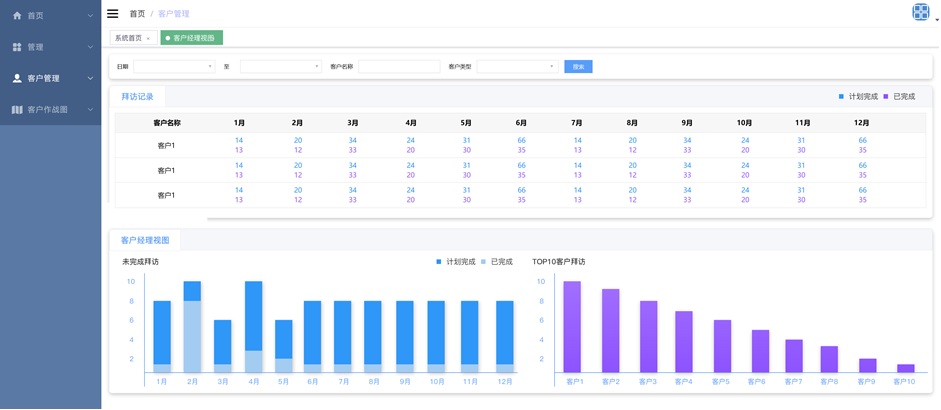 首页
管理
客户管理
客户作战图
首页 / 客户管理
系统首页 × 客户经理视图
日期 至 客户名称 客户类型 搜索
拜访记录 计划完成 已完成
客户名称 1月 2月 3月 4月 5月 6月 7月 8月 9月 10月 11月 12月
14 20 34 24 31 66 14 20 34 24 31 66
客户1
13 12 33 20 30 35 13 12 33 20 30 35
14 20 34 24 31 66 14 20 34 24 31 66
客户1
13 12 33 20 30 35 13 12 33 20 30 35
14 20 34 24 31 66 14 20 34 24 31 66
客户1
13 12 33 20 30 35 13 12 33 20 30 35
客户经理视图
未完成拜访 计划完成 已完成
10
8
6
4
2
1月 2月 3月 4月 5月 6月 7月 8月 9月 10月 11月 12月
TOP10客户拜访
10
8
6
4
2
客户1 客户2 客户3 客户4 客户5 客户6 客户7 客户8 客户9 客户10